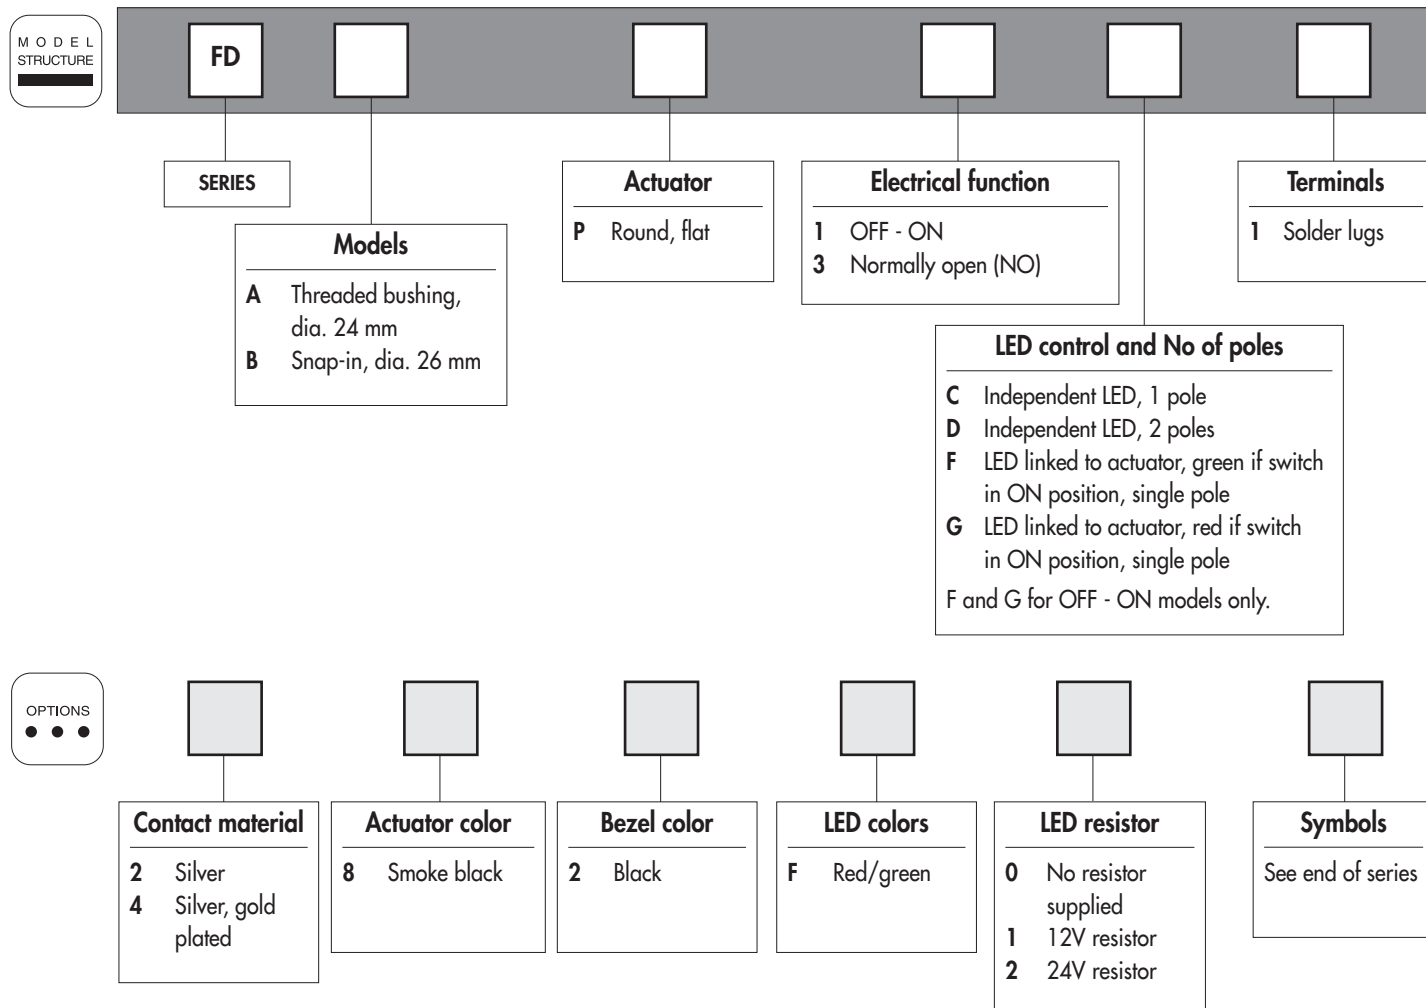 MODEL
STRUCTURE
FD
SERIES
Models
A Threaded bushing,
dia. 24 mm
B Snap-in, dia. 26 mm
Actuator
P Round, flat
Electrical function
1 OFF - ON
3 Normally open (NO)
LED control and No of poles
C Independent LED, 1 pole
D Independent LED, 2 poles
F LED linked to actuator, green if switch
in ON position, single pole
G LED linked to actuator, red if switch
in ON position, single pole
F and G for OFF - ON models only.
Terminals
1 Solder lugs
OPTIONS
Contact material
2 Silver
4 Silver, gold
plated
Actuator color
8 Smoke black
Bezel color
2 Black
LED colors
F Red/green
LED resistor
0 No resistor
supplied
1 12V resistor
2 24V resistor
Symbols
See end of series